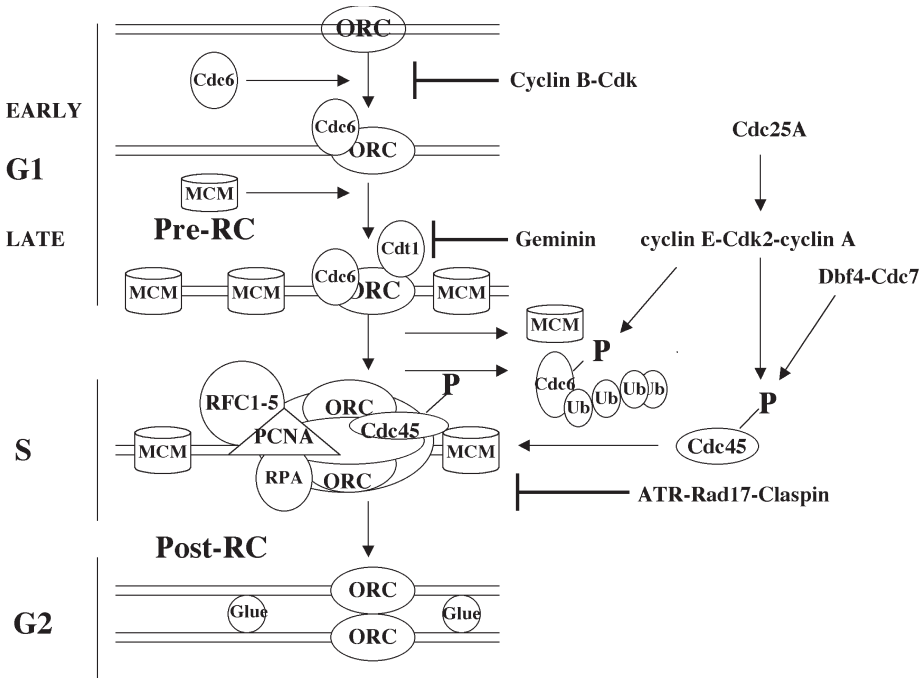 ORC
Cdc6
Cyclin B-Cdk
EARLY
Cdc6
ORC
Cdc25A
G1
MCM
Pre-RC
LATE
Cdt1
Geminin
cyclin E-Cdk2-cyclin A
Dbf4-Cdc7
MCM
MCM
Cdc6
ORC
MCM
MCM
P
Cdc6
Ub
Ub
Ub
Ub
P
RFC1-5
ORC
P
PCNA
Cdc45
S
MCM
MCM
Cdc45
RPA
ORC
ATR-Rad17-Claspin
Post-RC
ORC
Glue
Glue
G2
ORC